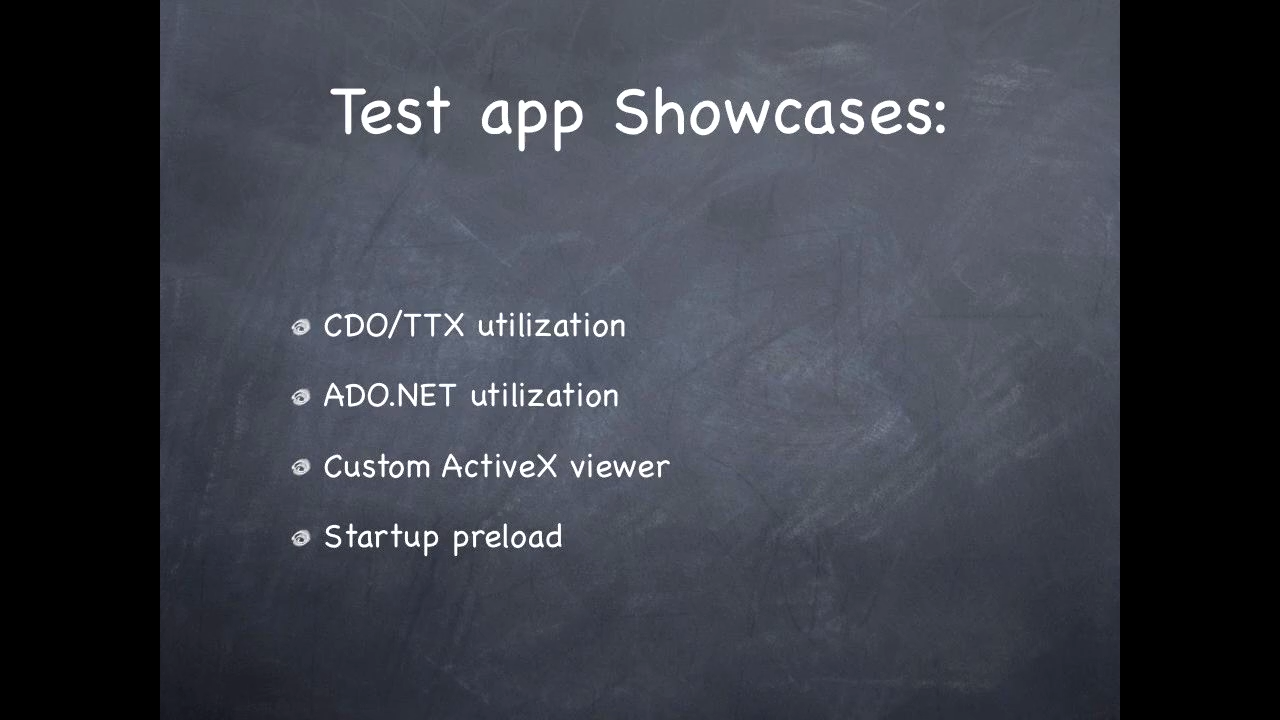 Test app Showcases:
CDO/TTX utilization
ADO.NET utilization
Custom ActiveX viewer
Startup preload